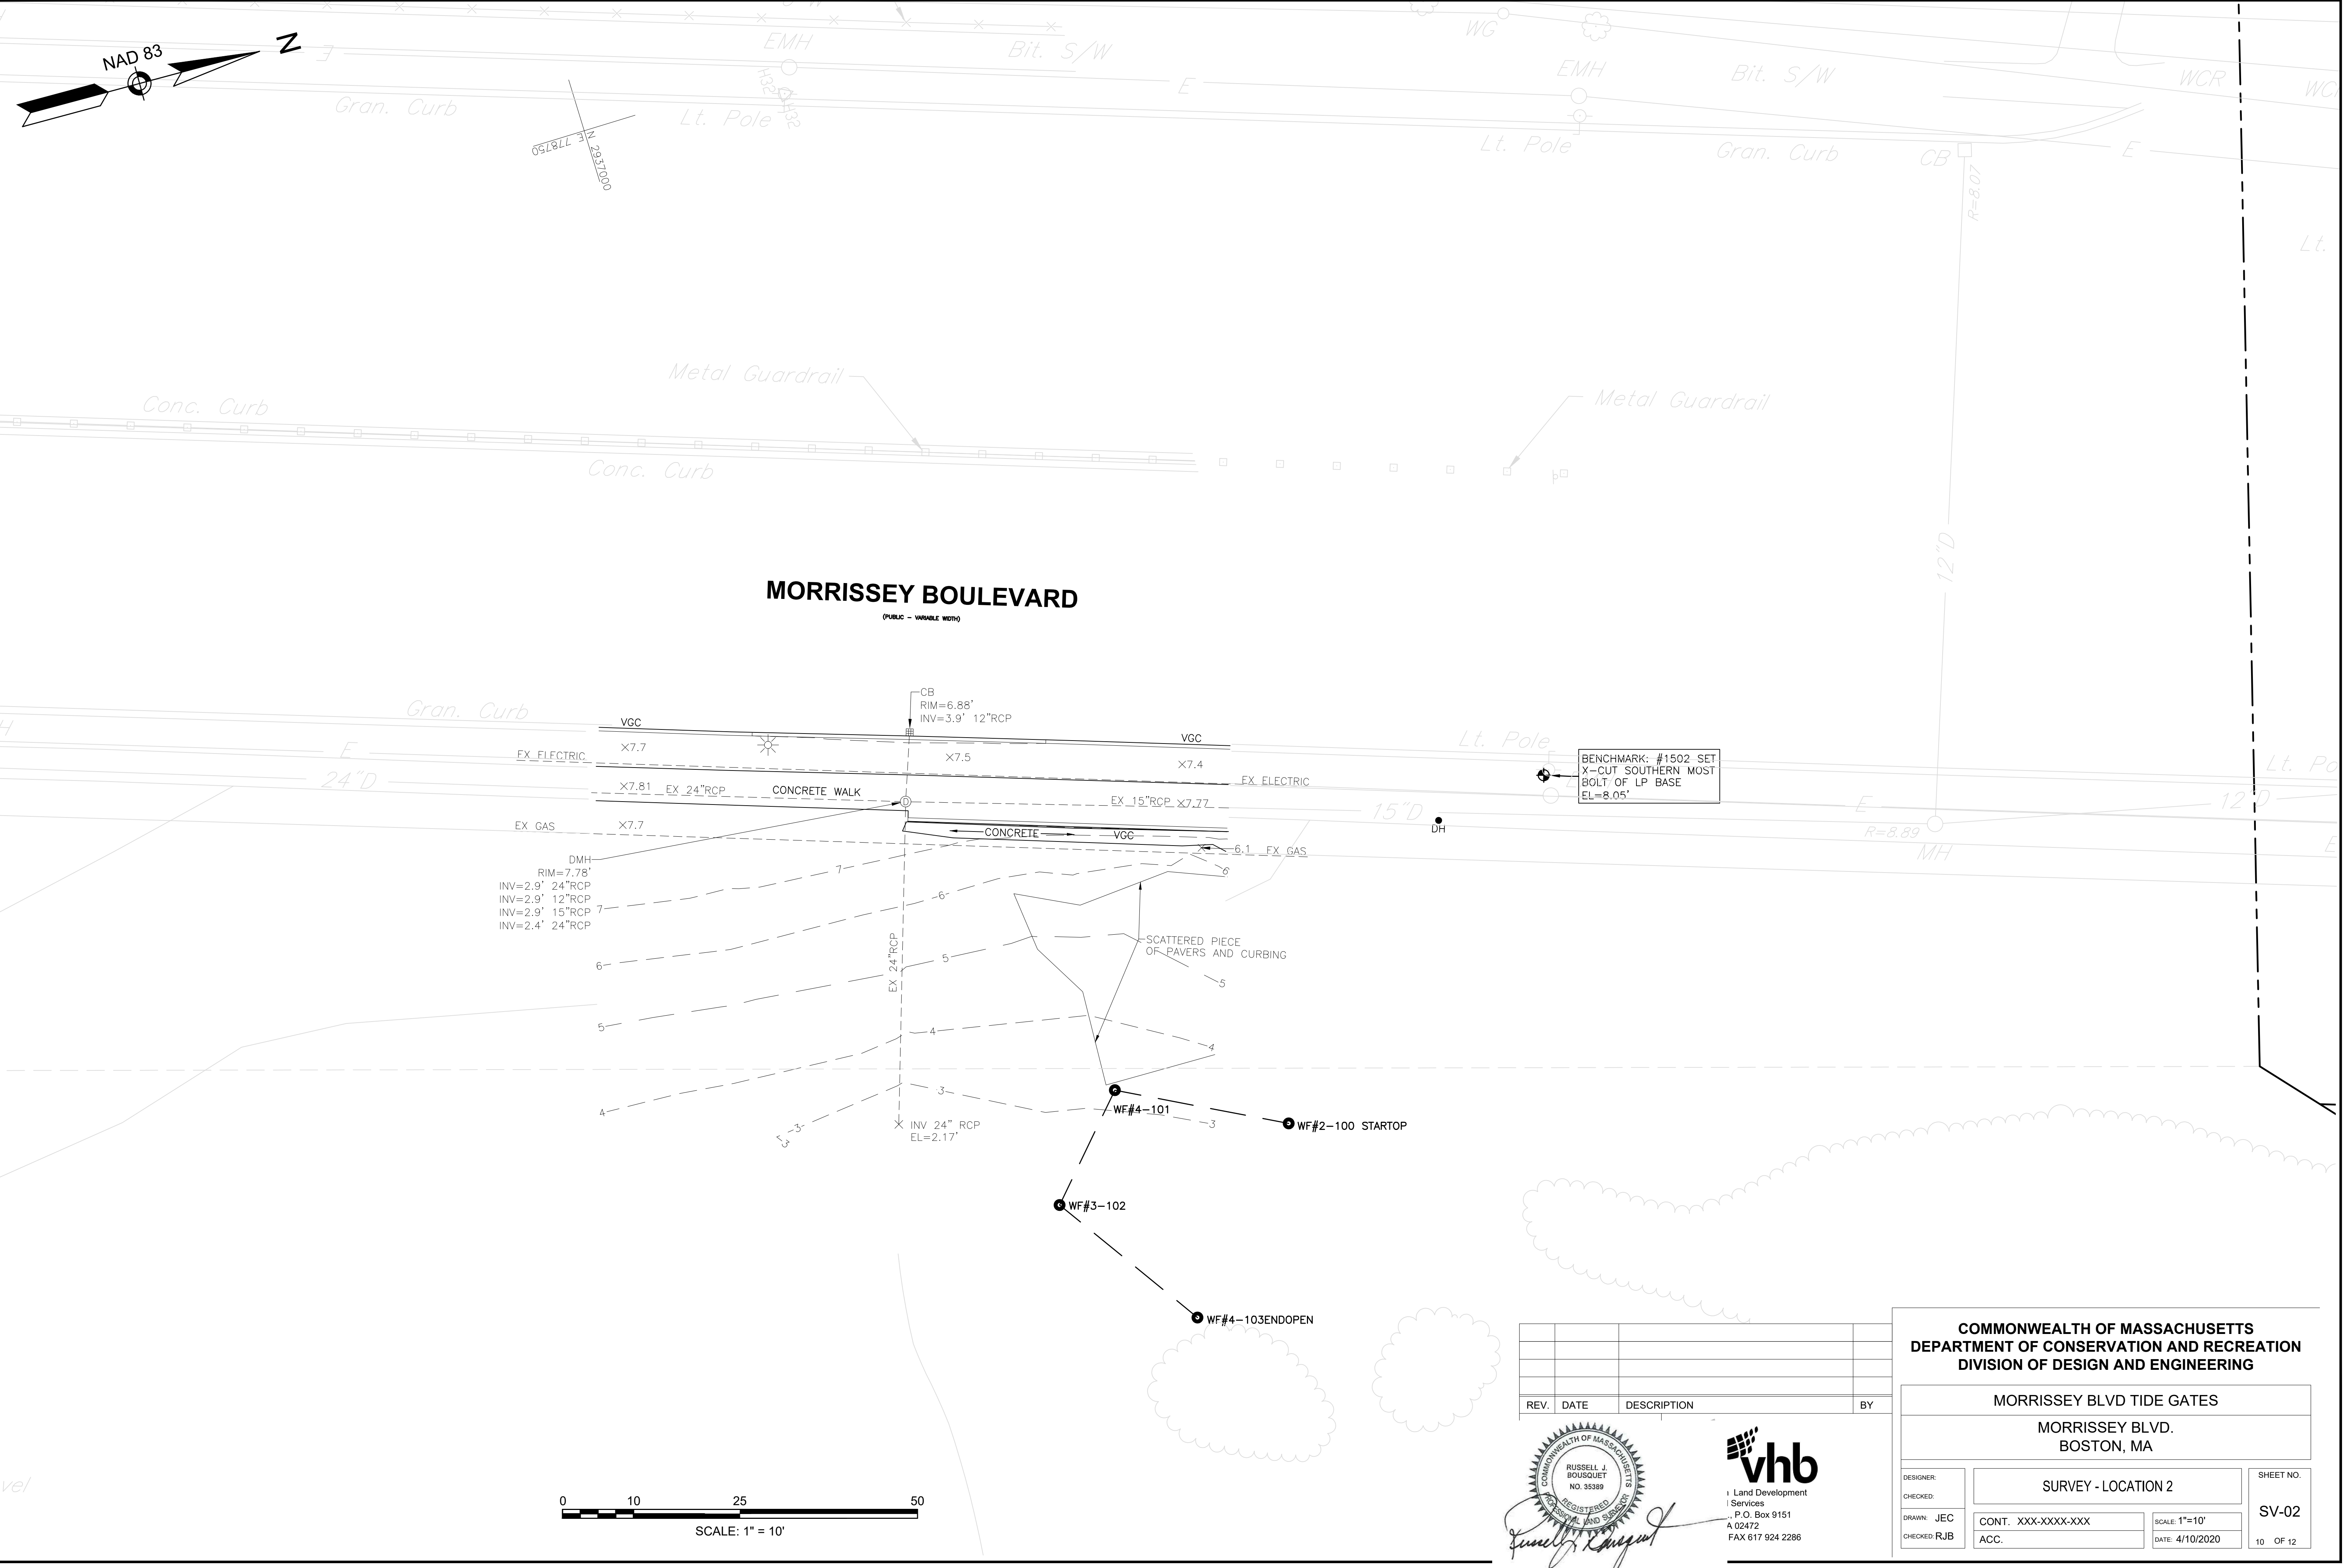 NAD 83
N
E
EMH
Bit. S/W
E
WG
EMH
Bit. S/W
WCR
Gran. Curb
H32
H32
Lt. Pole
Lt. Pole
Gran. Curb
CB
E
E 778750
N 2937000
R=8.07
Lt.
Metal Guardrail
Metal Guardrail
Conc. Curb
Conc. Curb
12"D
MORRISSEY BOULEVARD
(PUBLIC - VARIABLE WIDTH)
CB
RIM=6.88'
INV=3.9' 12"RCP
Gran. Curb
VGC
VGC
Lt. Pole
E
EX ELECTRIC
×7.7
×7.5
×7.4
EX ELECTRIC
BENCHMARK: #1502 SET
X-CUT SOUTHERN MOST
BOLT OF LP BASE
EL=8.05'
24"D
×7.81
EX 24"RCP
CONCRETE WALK
D
EX 15"RCP
×7.77
15"D
E
12"D
DH
R=8.89
MH
EX GAS
×7.7
CONCRETE
VGC
6.1
EX GAS
DMH
RIM=7.78'
INV=2.9' 24"RCP
INV=2.9' 12"RCP
INV=2.9' 15"RCP
INV=2.4' 24"RCP
7
7
6
6
6
EX 24"RCP
SCATTERED PIECE
OF PAVERS AND CURBING
5
5
5
4
4
4
3
3
3
3
WF#4-101
WF#2-100 STARTOP
INV 24" RCP
EL=2.17'
WF#3-102
WF#4-103ENDOPEN
0 10 25 50
SCALE: 1" = 10'
REV. DATE DESCRIPTION BY
COMMONWEALTH OF MASSACHUSETTS
RUSSELL J.
BOUSQUET
NO. 35389
REGISTERED
PROFESSIONAL LAND SURVEYOR
vhb
Land Development
Services
., P.O. Box 9151
A 02472
FAX 617 924 2286
COMMONWEALTH OF MASSACHUSETTS
DEPARTMENT OF CONSERVATION AND RECREATION
DIVISION OF DESIGN AND ENGINEERING
MORRISSEY BLVD TIDE GATES
MORRISSEY BLVD.
BOSTON, MA
DESIGNER:
CHECKED:
SURVEY - LOCATION 2
SHEET NO.
SV-02
DRAWN: JEC
CHECKED: RJB
CONT. XXX-XXXX-XXX
ACC.
SCALE: 1"=10'
DATE: 4/10/2020
10 OF 12